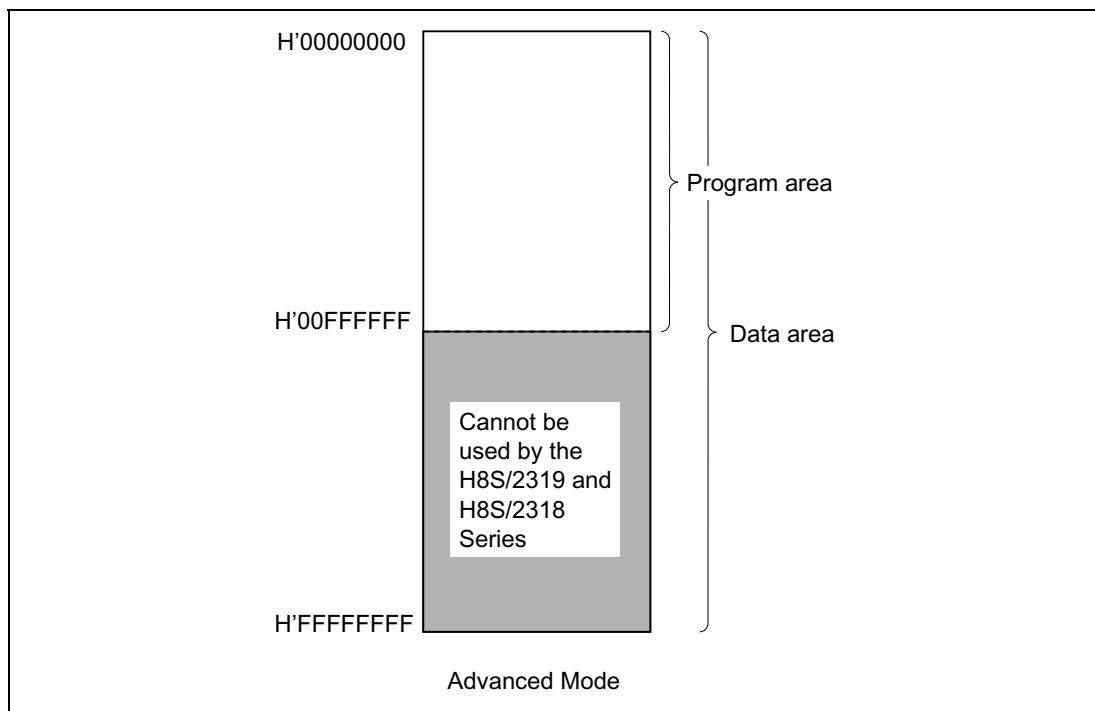 H’00000000
Program area
H’00FFFFFF
Data area
Cannot be
used by the
H8S/2319 and
H8S/2318
Series
H’FFFFFFFF
Advanced Mode